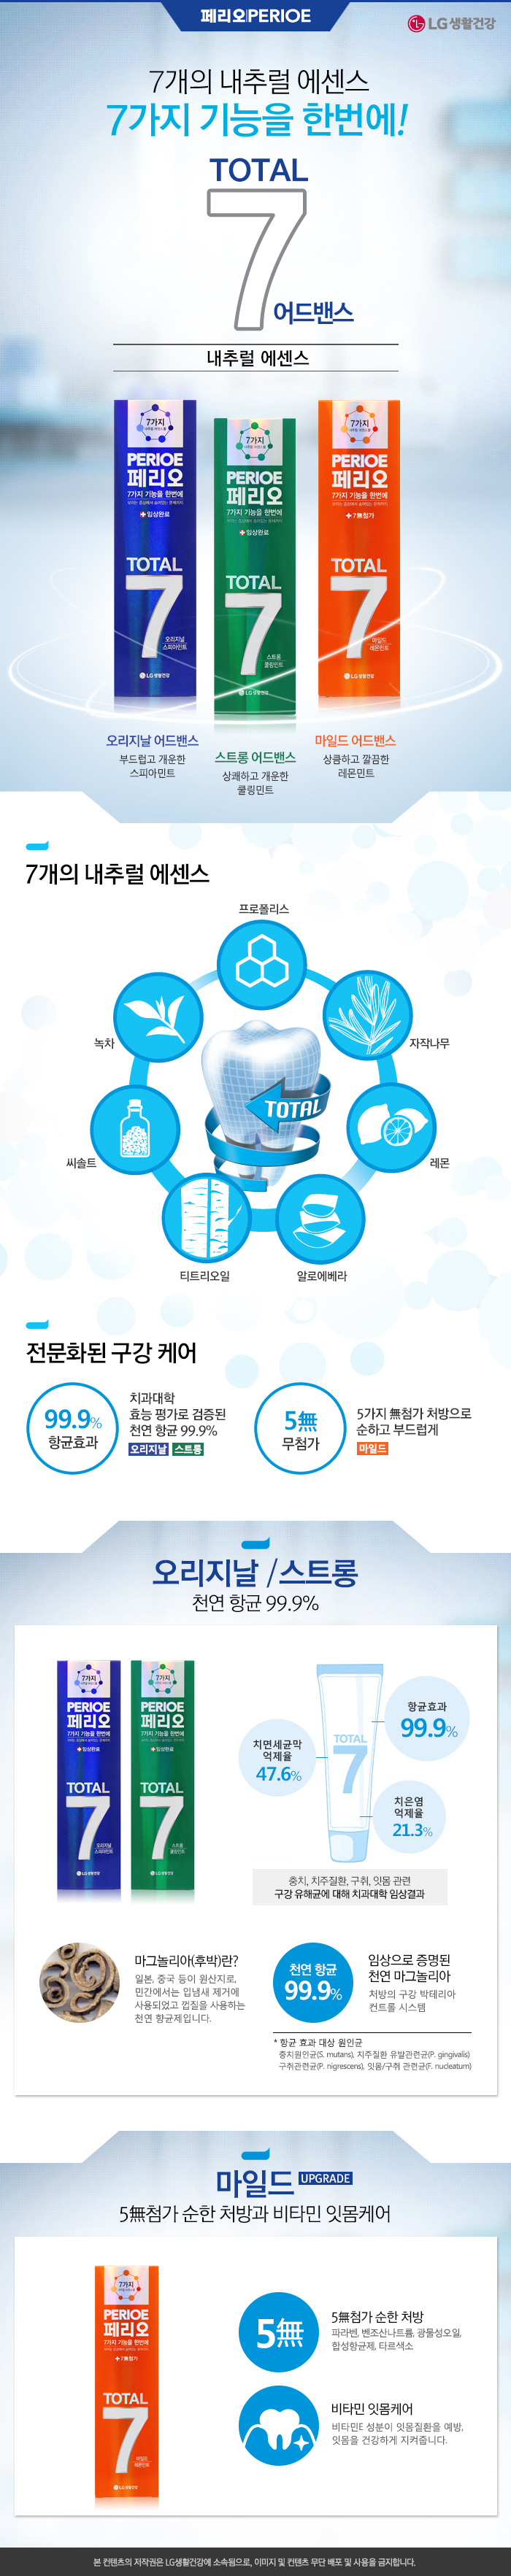 페리오 PERIOE
LG 생활건강
7개의 내추럴 에센스
7가지 기능을 한번에!
TOTAL
7
어드밴스
내추럴 에센스
7가지
PERIOE
페리오
7가지 기능을 한번에
임상완료
TOTAL
7
오리지널
스피아민트
LG 생활건강
7가지
PERIOE
페리오
7가지 기능을 한번에
임상완료
TOTAL
7
스트롱
쿨링민트
LG 생활건강
7가지
PERIOE
페리오
7가지 기능을 한번에
7無첨가
TOTAL
7
마일드
레몬민트
LG 생활건강
오리지날 어드밴스
부드럽고 개운한
스피아민트
스트롱 어드밴스
상쾌하고 개운한
쿨링민트
마일드 어드밴스
상큼하고 깔끔한
레몬민트
7개의 내추럴 에센스
프로폴리스
녹차
자작나무
TOTAL
씨솔트
레몬
티트리오일
알로에베라
전문화된 구강 케어
99.9%
항균효과
치과대학
효능 평가로 검증된
천연 항균 99.9%
오리지날 스트롱
5無
무첨가
5가지 無첨가 처방으로
순하고 부드럽게
마일드
오리지날 / 스트롱
천연 항균 99.9%
7가지
PERIOE
페리오
7가지 기능을 한번에
임상완료
TOTAL
7
오리지널
스피아민트
LG 생활건강
7가지
PERIOE
페리오
7가지 기능을 한번에
임상완료
TOTAL
7
스트롱
쿨링민트
LG 생활건강
항균효과
99.9%
치면세균막
억제율
47.6%
TOTAL
7
치은염
억제율
21.3%
충치, 치주질환, 구취, 잇몸 관련
구강 유해균에 대해 치과대학 임상결과
마그놀리아(후박)란?
일본, 중국 등이 원산지로,
민간에서는 입냄새 제거에
사용되었고 껍질을 사용하는
천연 항균제입니다.
천연 항균
99.9%
임상으로 증명된
천연 마그놀리아
처방의 구강 박테리아
컨트롤 시스템
* 항균 효과 대상 원인균
충치원인균(S. mutans), 치주질환 유발관련균(P. gingivalis)
구취관련균(P. nigrescens), 잇몸/구취 관련균(F. nucleatum)
마일드 UPGRADE
5無첨가 순한 처방과 비타민 잇몸케어
7가지
PERIOE
페리오
7가지 기능을 한번에
7無첨가
TOTAL
7
마일드
레몬민트
LG 생활건강
5無
5無첨가 순한 처방
파라벤, 벤조산나트륨, 광물성오일,
합성항균제, 타르색소
비타민 잇몸케어
비타민E 성분이 잇몸질환을 예방,
잇몸을 건강하게 지켜줍니다.
본 컨텐츠의 저작권은 LG생활건강에 소속됨으로, 이미지 및 컨텐츠 무단 배포 및 사용을 금지합니다.